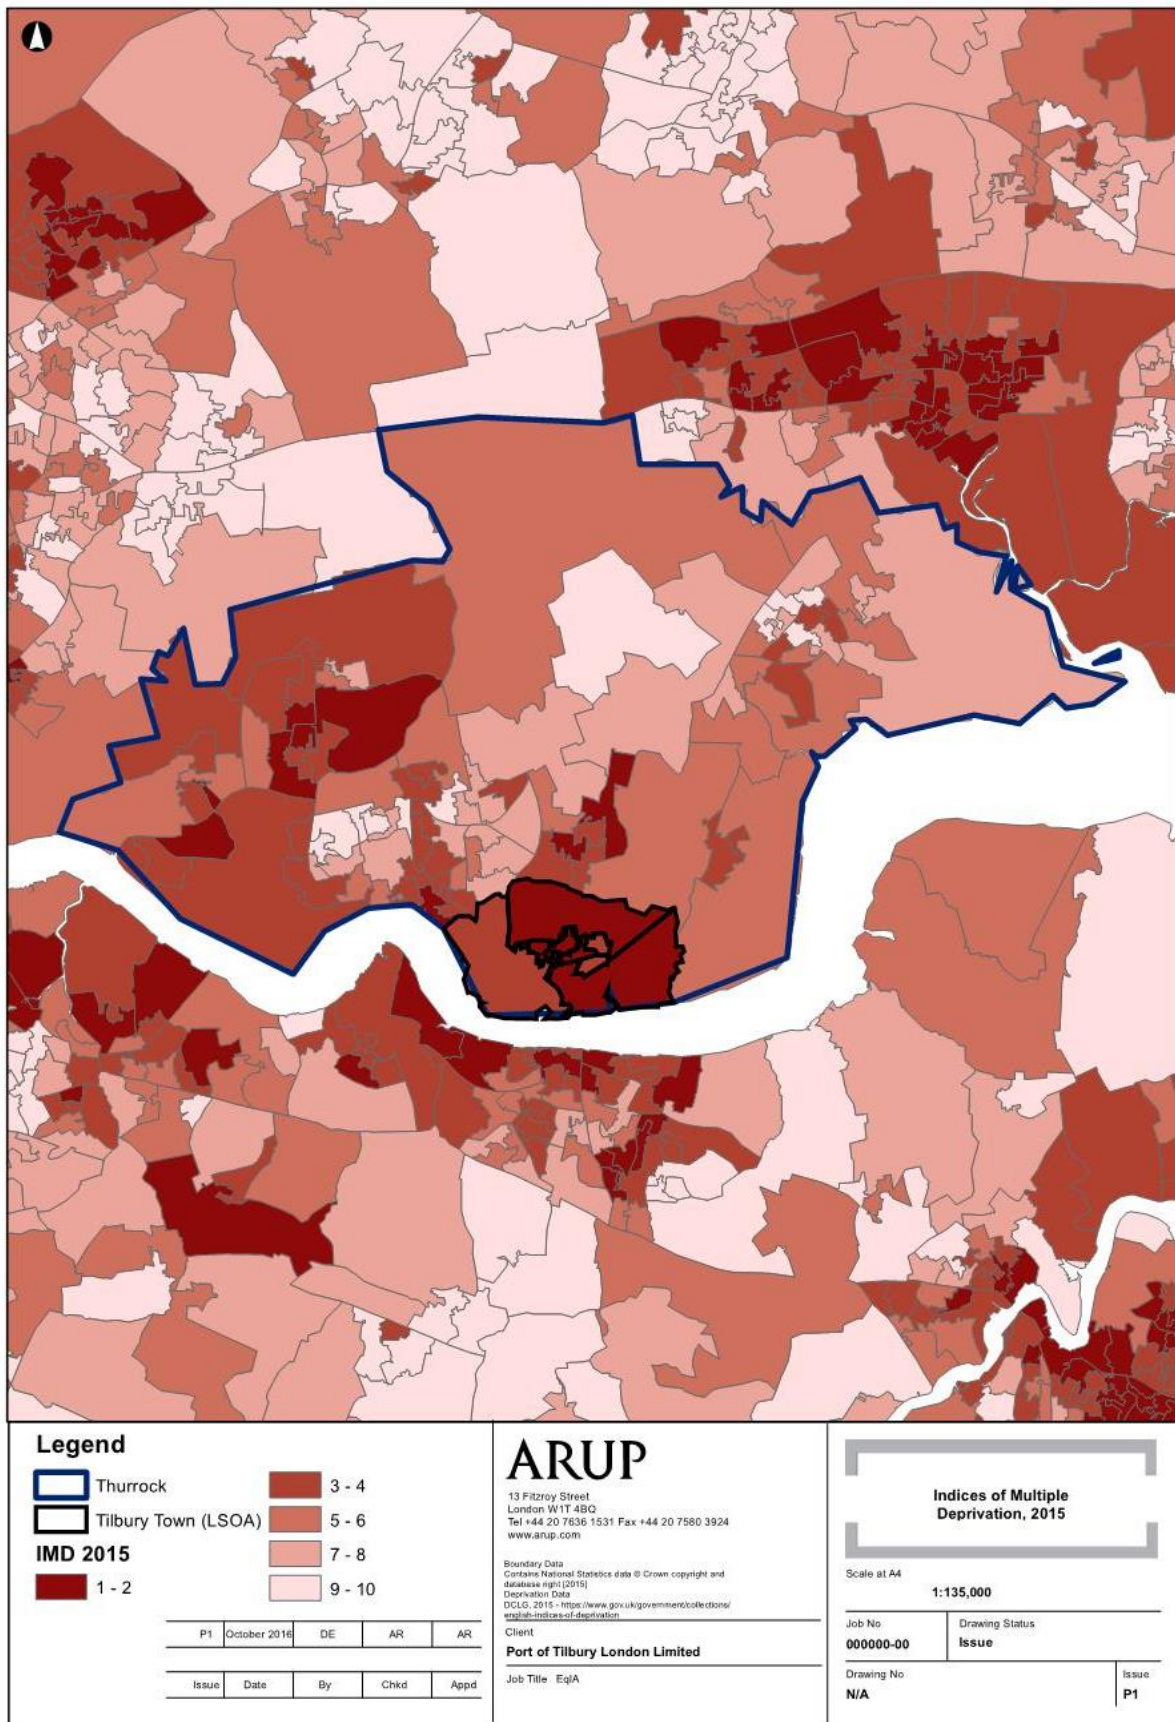 Legend
Thurrock
Tilbury Town (LSOA)
IMD 2015
1 - 2
3 - 4
5 - 6
7 - 8
9 - 10
P1 October 2016 DE AR AR
Issue Date By Chkd Appd
ARUP
13 Fitzroy Street
London W1T 4BQ
Tel +44 20 7636 1531 Fax +44 20 7580 3924
www.arup.com
Boundary Data
Contains National Statistics data © Crown copyright and
database right [2015]
Deprivation Data
DCLG, 2015 - https://www.gov.uk/government/collections/
english-indices-of-deprivation
Client
Port of Tilbury London Limited
Job Title EqIA
Indices of Multiple
Deprivation, 2015
Scale at A4
1:135,000
Job No
000000-00
Drawing Status
Issue
Drawing No
N/A
Issue
P1